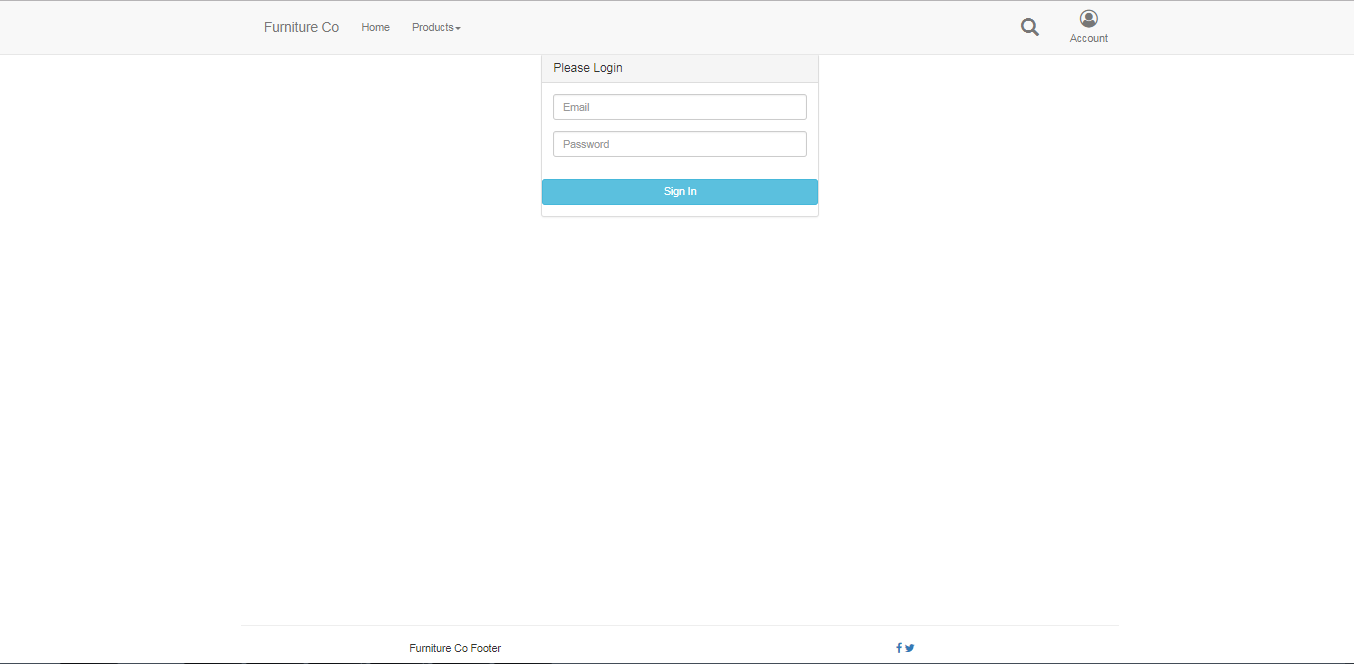 Furniture Co Home Products Account
Please Login
Email
Password
Sign In
Furniture Co Footer